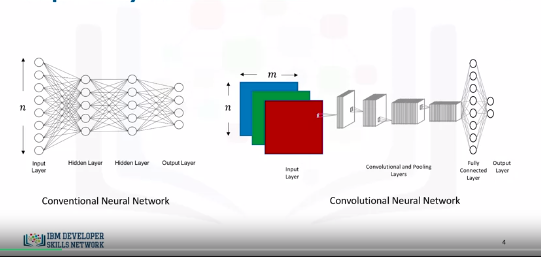 n
Input
Layer
Hidden Layer
Hidden Layer
Output Layer
Conventional Neural Network
m
n
Input
Layer
Convolutional and Pooling
Layers
Fully
Connected
Layer
Output
Layer
Convolutional Neural Network
IBM DEVELOPER
SKILLS NETWORK
4